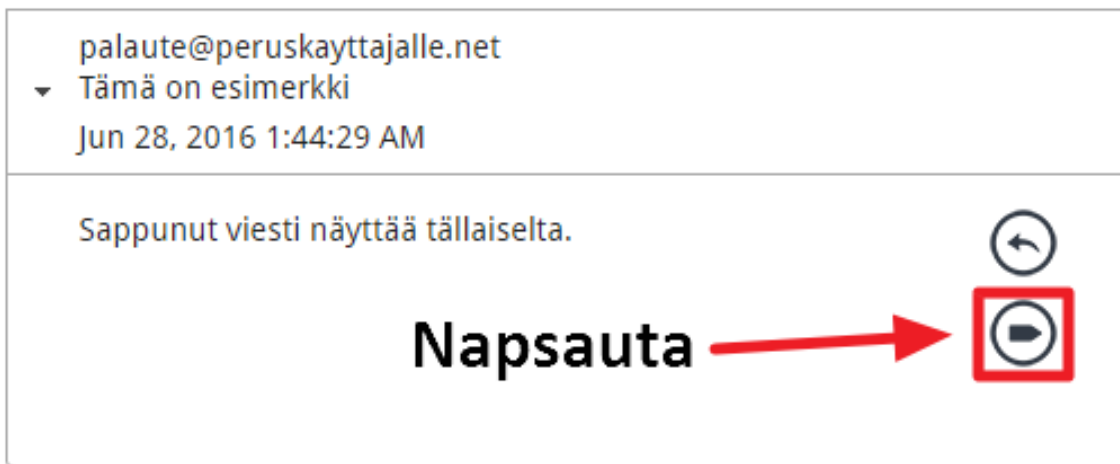 palaute@peruskayttajalle.net
Tämä on esimerkki
Jun 28, 2016 1:44:29 AM
Sappunut viesti näyttää tällaiselta.
Napsauta